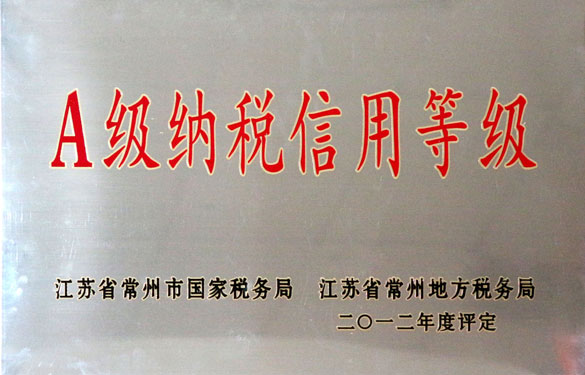 A级纳税信用等级
江苏省常州市国家税务局 江苏省常州地方税务局
二〇一二年度评定